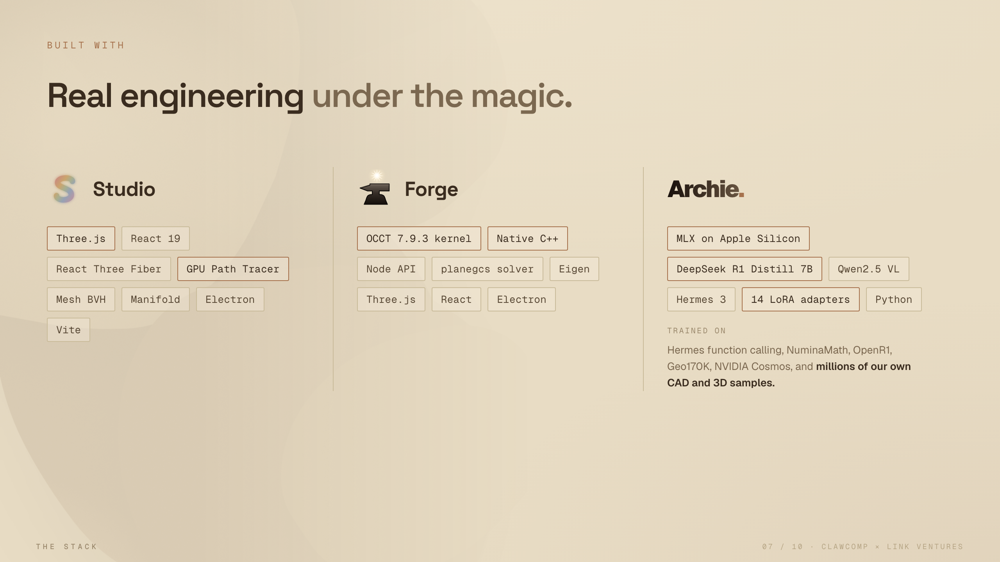 BUILT WITH
Real engineering under the magic.
S Studio
Three.js React 19
React Three Fiber GPU Path Tracer
Mesh BVH Manifold Electron
Vite
Forge
OCCT 7.9.3 kernel Native C++
Node API planegcs solver Eigen
Three.js React Electron
Archie.
MLX on Apple Silicon
DeepSeek R1 Distill 7B Qwen2.5 VL
Hermes 3 14 LoRA adapters Python
TRAINED ON
Hermes function calling, NuminaMath, OpenR1,
Geo170K, NVIDIA Cosmos, and millions of our own
CAD and 3D samples.
THE STACK
07 / 10 · CLAWCOMP × LINK VENTURES